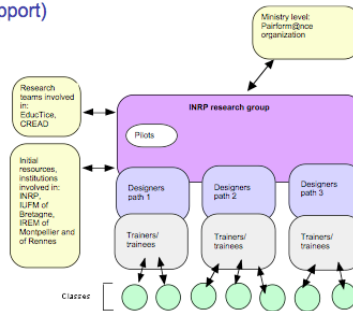 pport)
Ministry level:
Pairform@nce
organization
Research
teams involved
in:
EducTice,
CREAD
INRP research group
Pilots
Initial
resources,
institutions
involved in:
INRP,
IUFM of
Bretagne,
IREM of
Montpellier and
of Rennes
Designers
path 1
Designers
path 2
Designers
path 3
Trainers/
trainees
Trainers/
trainees
Trainers/
trainees
Classes